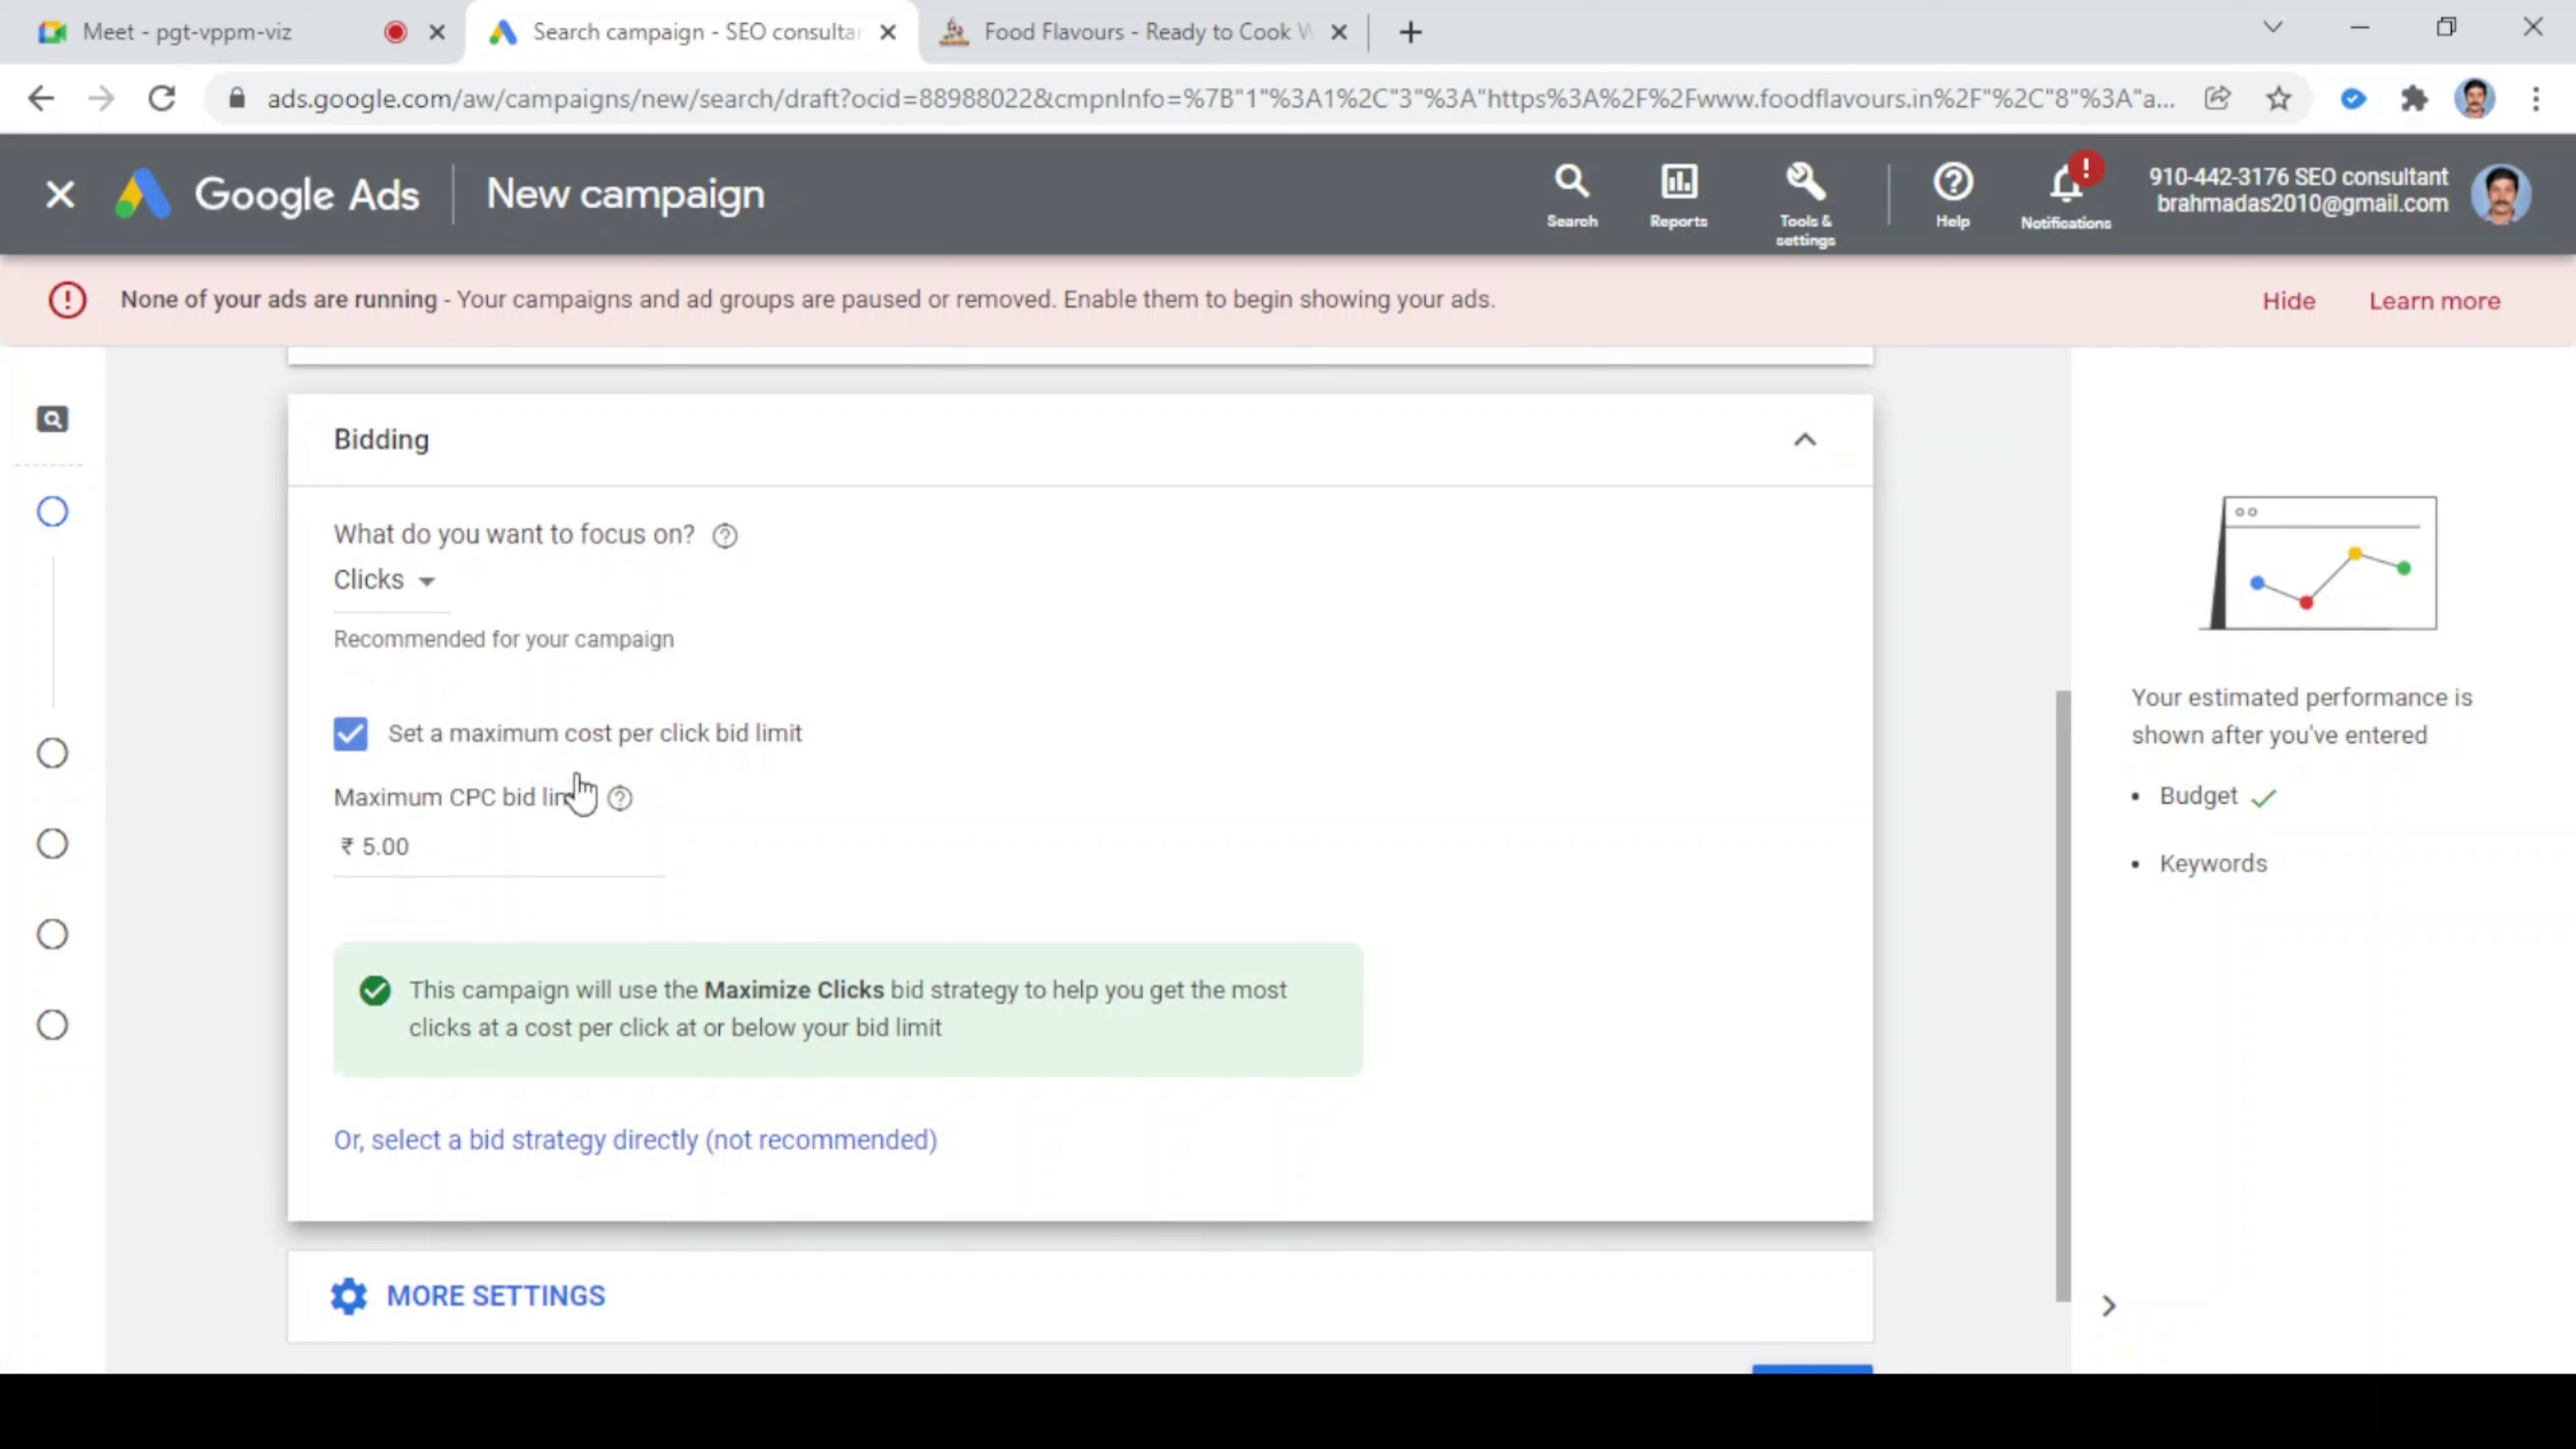 Meet - pgt-vppm-viz
Search campaign - SEO consultan
Food Flavours - Ready to Cook W
ads.google.com/aw/campaigns/new/search/draft?ocid=88988022&cmpnInfo=%7B"1"%3A1%2C"3"%3A"https%3A%2F%2Fwww.foodflavours.in%2F"%2C"8"%3A"a...
Google Ads
New campaign
Search
Reports
Tools &
settings
Help
Notifications
910-442-3176 SEO consultant
brahmadas2010@gmail.com
None of your ads are running - Your campaigns and ad groups are paused or removed. Enable them to begin showing your ads.
Hide
Learn more
Bidding
What do you want to focus on?
Clicks
Recommended for your campaign
Set a maximum cost per click bid limit
Maximum CPC bid lim
₹ 5.00
This campaign will use the Maximize Clicks bid strategy to help you get the most
clicks at a cost per click at or below your bid limit
Or, select a bid strategy directly (not recommended)
MORE SETTINGS
Your estimated performance is
shown after you've entered
• Budget
• Keywords